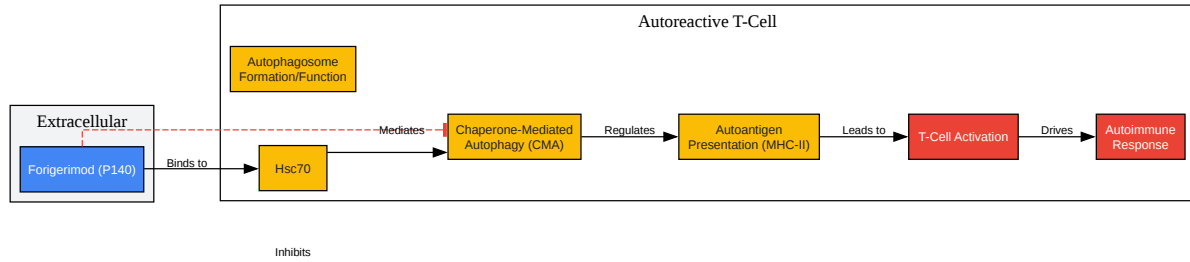 Autoreactive T-Cell
Autophagosome
Formation/Function
Extracellular
Forigerimod (P140)
Binds to
Hsc70
Mediates
Chaperone-Mediated
Autophagy (CMA)
Regulates
Autoantigen
Presentation (MHC-II)
Leads to
T-Cell Activation
Drives
Autoimmune
Response
Inhibits